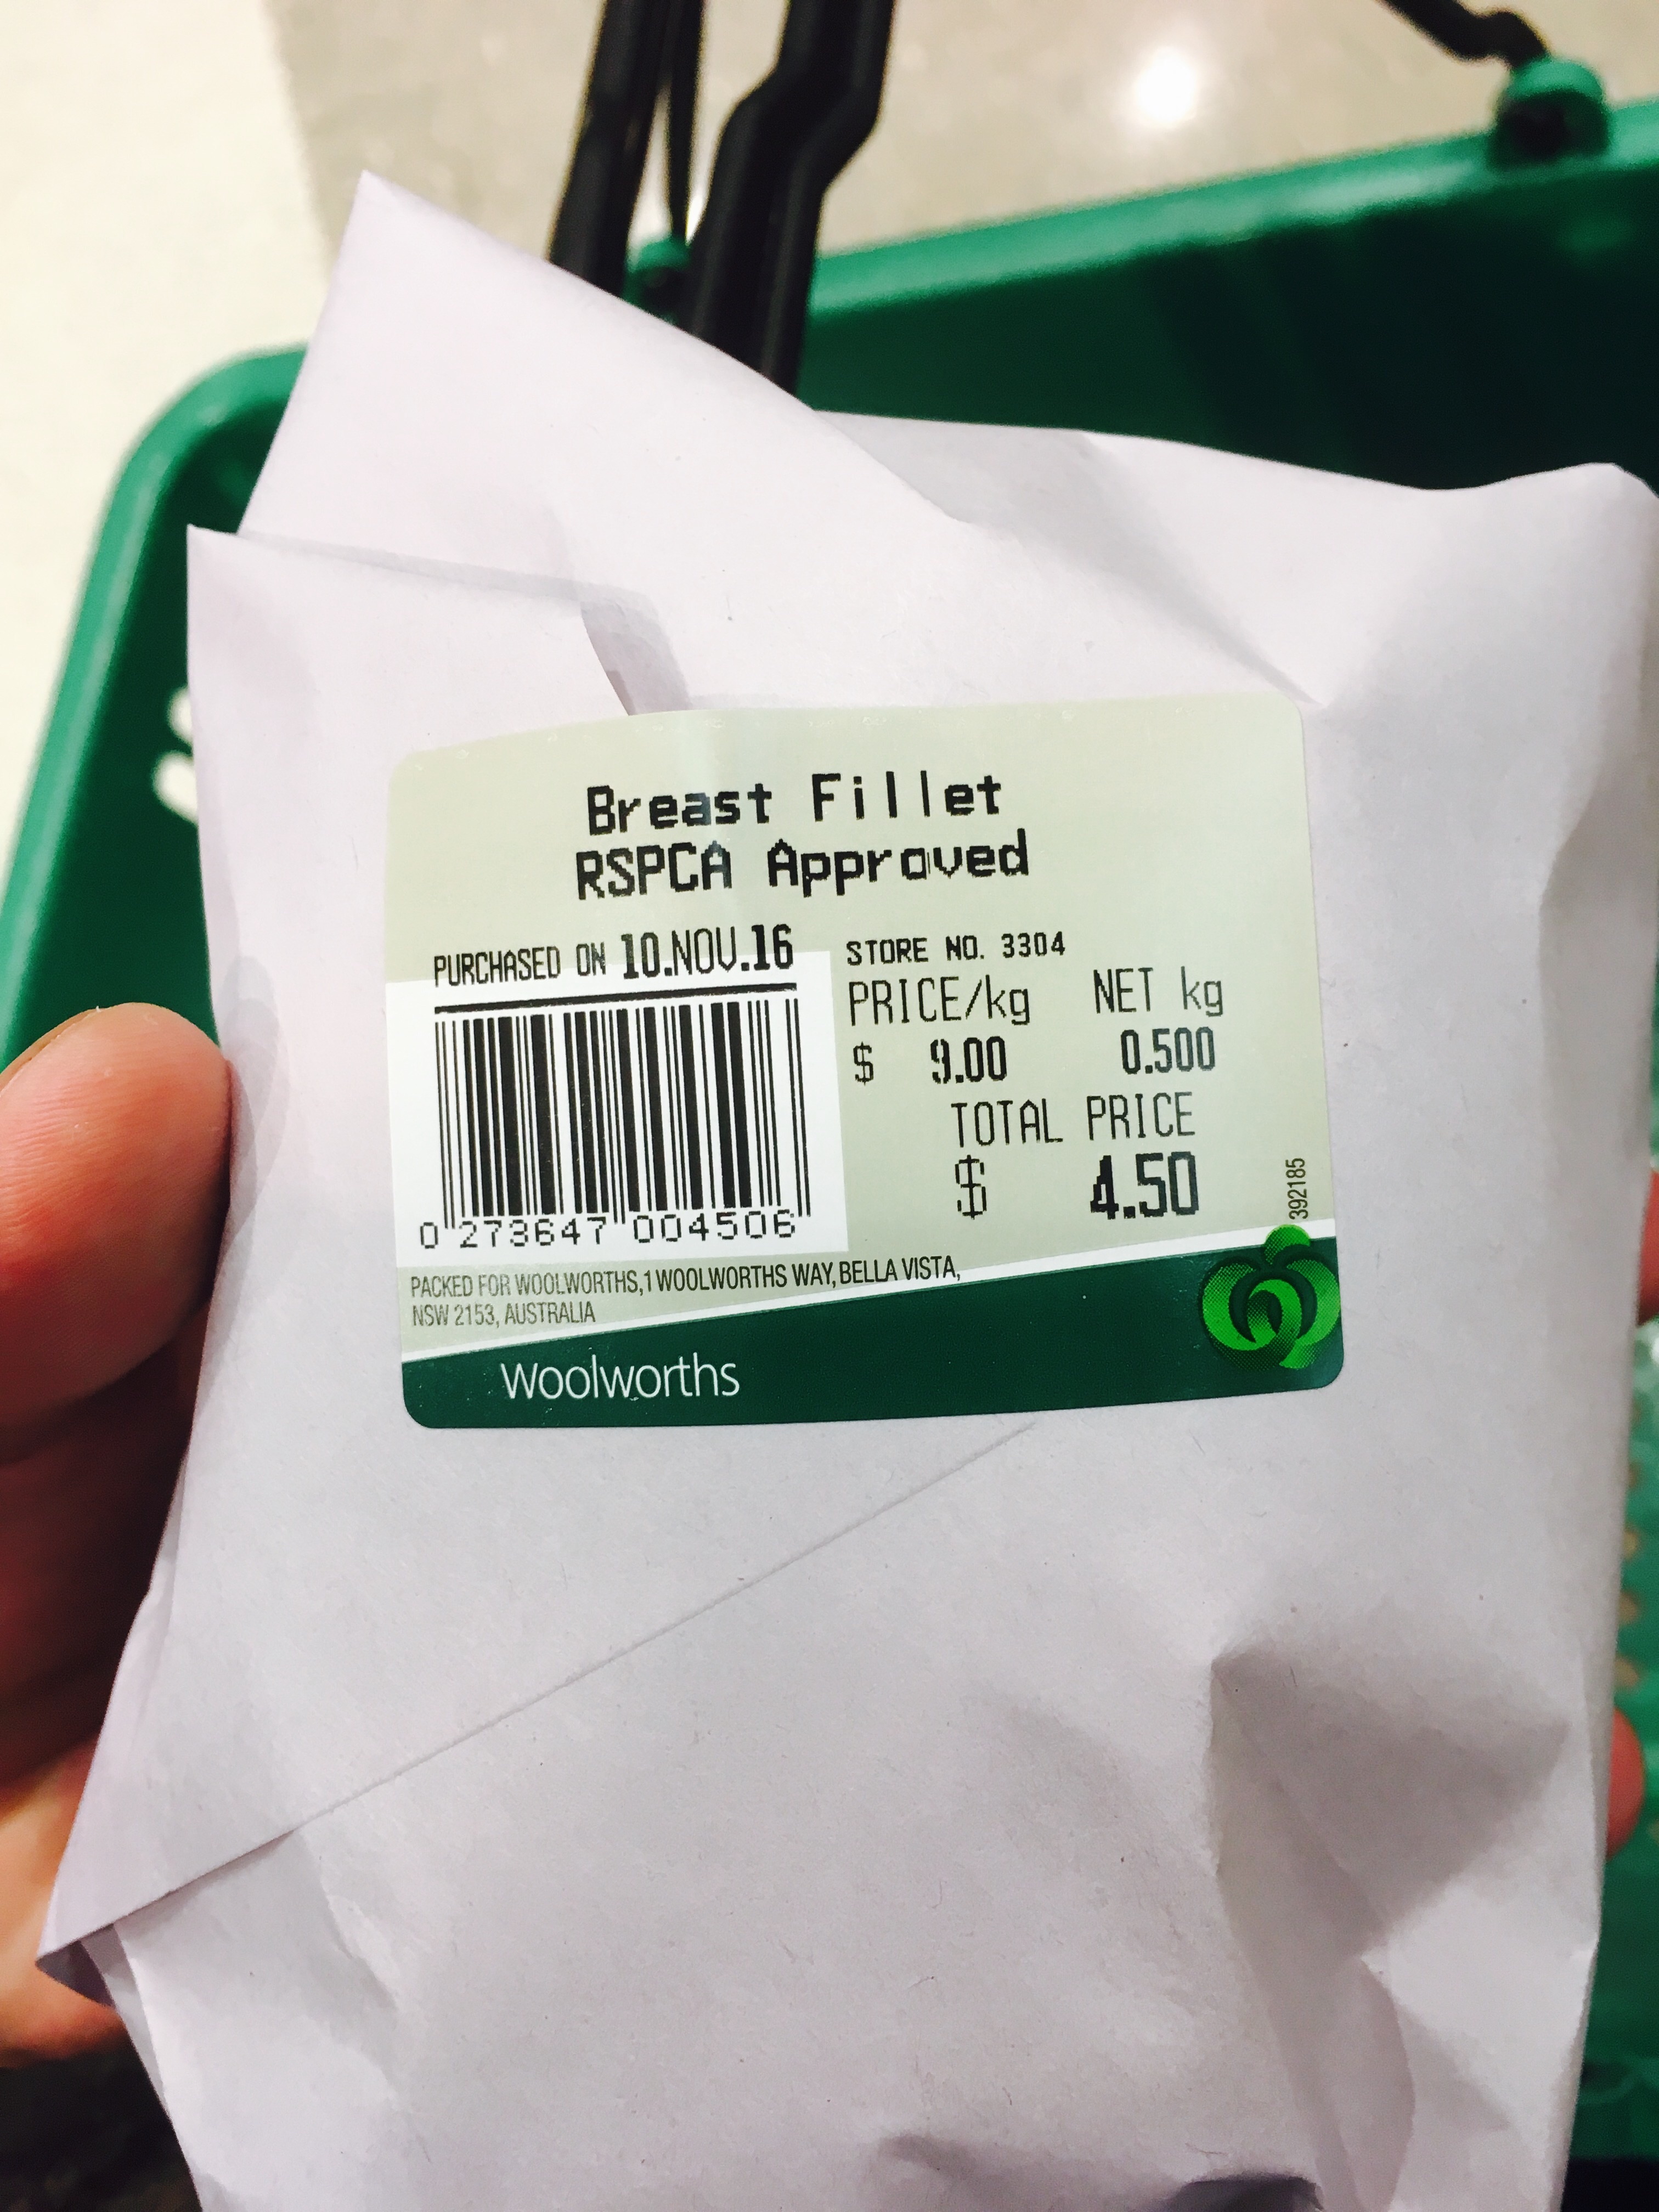 Breast Fillet
RSPCA Approved
PURCHASED ON 10.NOV.16
STORE NO. 3304
PRICE/kg NET kg
$ 9.00 0.500
TOTAL PRICE
$ 4.50
392185
0 273647 004506
PACKED FOR WOOLWORTHS,1 WOOLWORTHS WAY, BELLA VISTA,
NSW 2153, AUSTRALIA
Woolworths